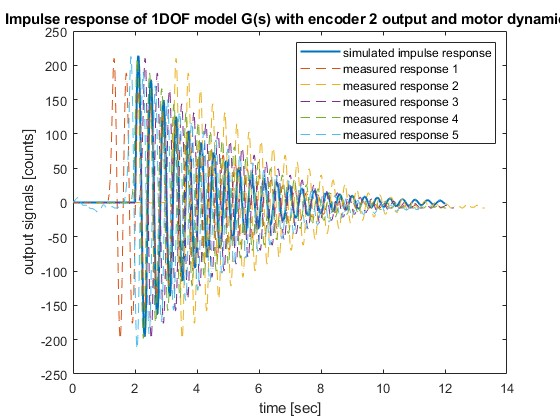 Impulse response of 1DOF model G(s) with encoder 2 output and motor dynamic
250
200
150
100
50
0
-50
-100
-150
-200
-250
output signals [counts]
simulated impulse response
measured response 1
measured response 2
measured response 3
measured response 4
measured response 5
0 2 4 6 8 10 12 14
time [sec]